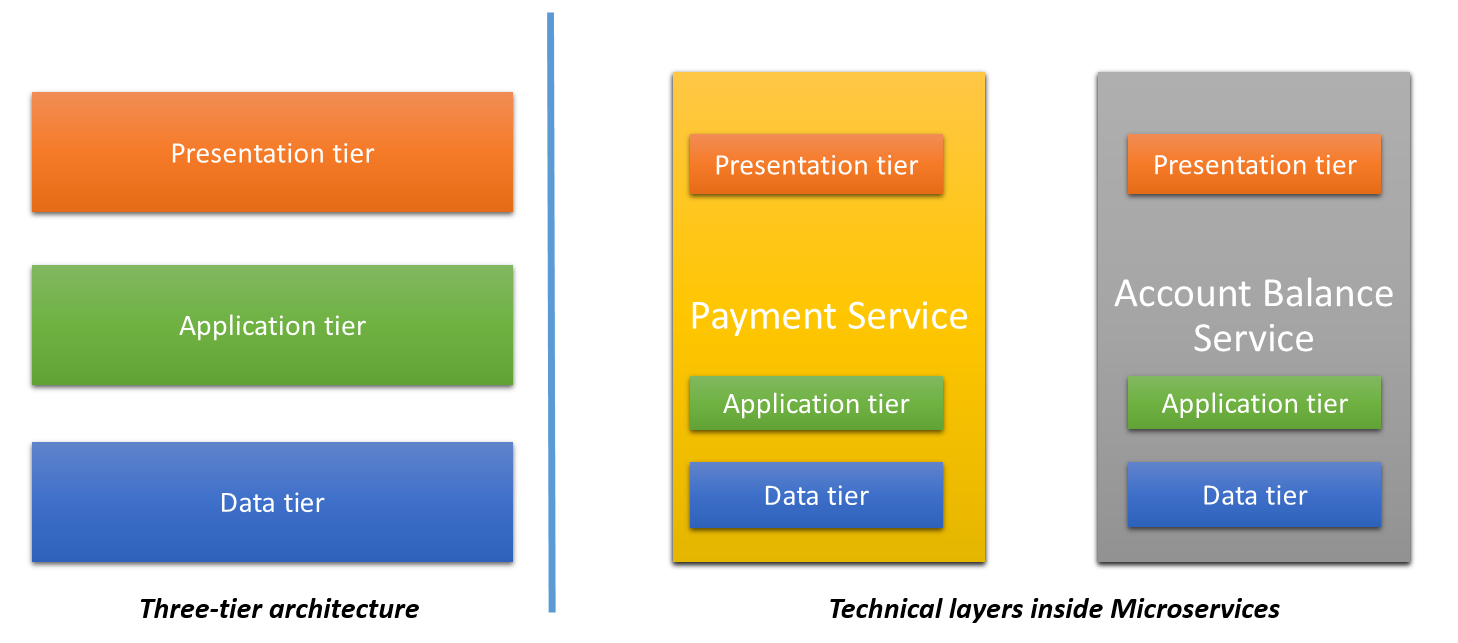 Presentation tier
Application tier
Data tier
Three-tier architecture
Presentation tier
Payment Service
Application tier
Data tier
Presentation tier
Account Balance
Service
Application tier
Data tier
Technical layers inside Microservices